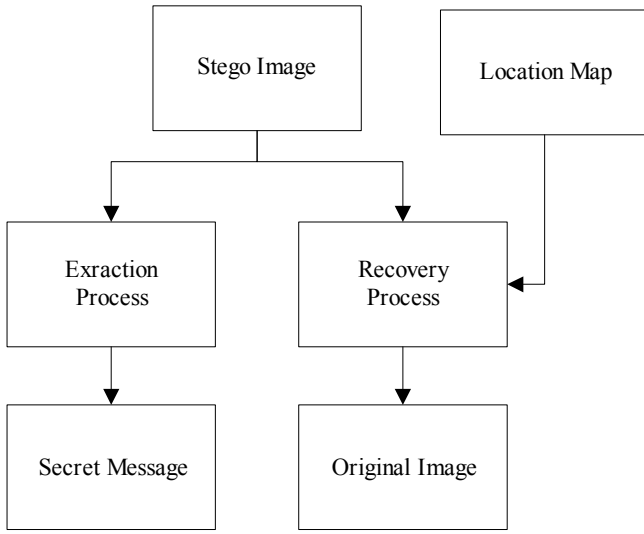 Stego Image
Location Map
Exraction
Process
Recovery
Process
Secret Message
Original Image